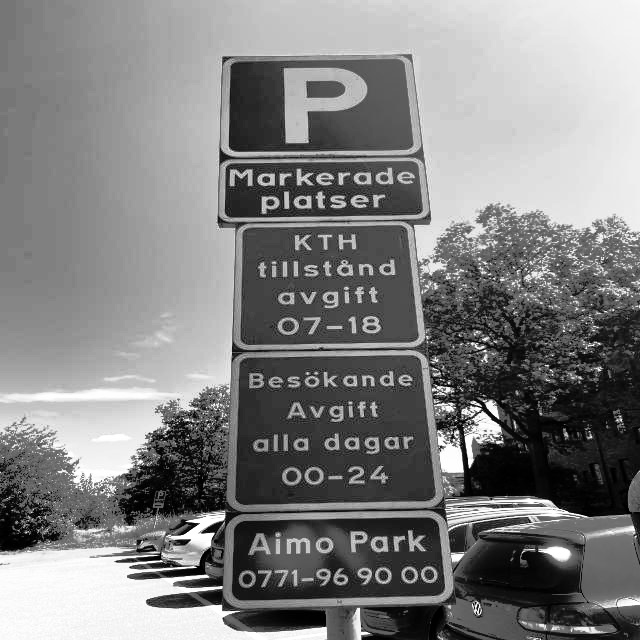 P
Markerade
platser
KTH
tillstånd
avgift
07-18
Besökande
Avgift
alla dagar
00-24
Aimo Park
0771-96 90 00